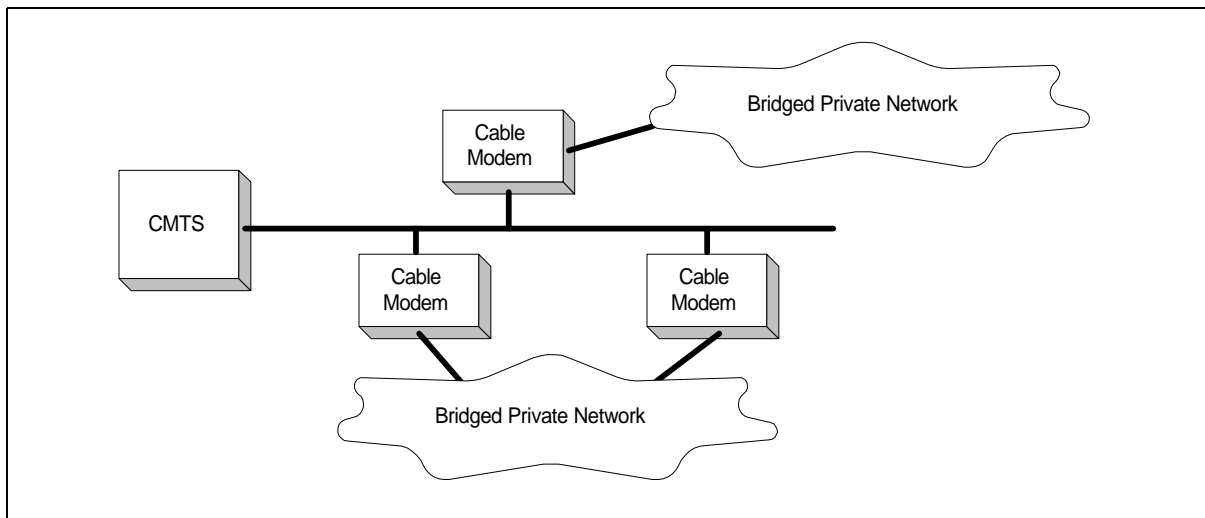 Bridged Private Network
Cable
Modem
CMTS
Cable
Modem
Cable
Modem
Bridged Private Network